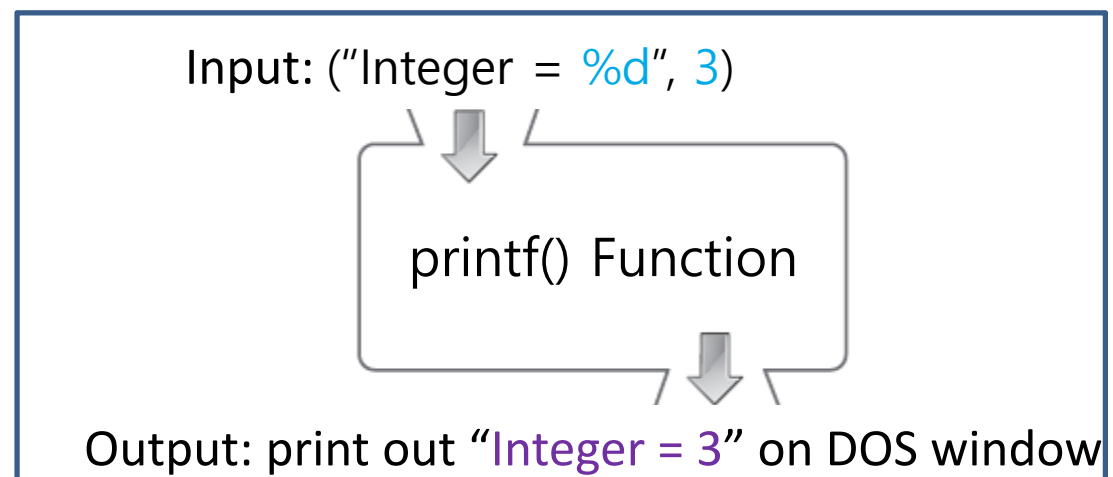 Input: (“Integer = %d”, 3)
printf() Function
Output: print out “Integer = 3” on DOS window